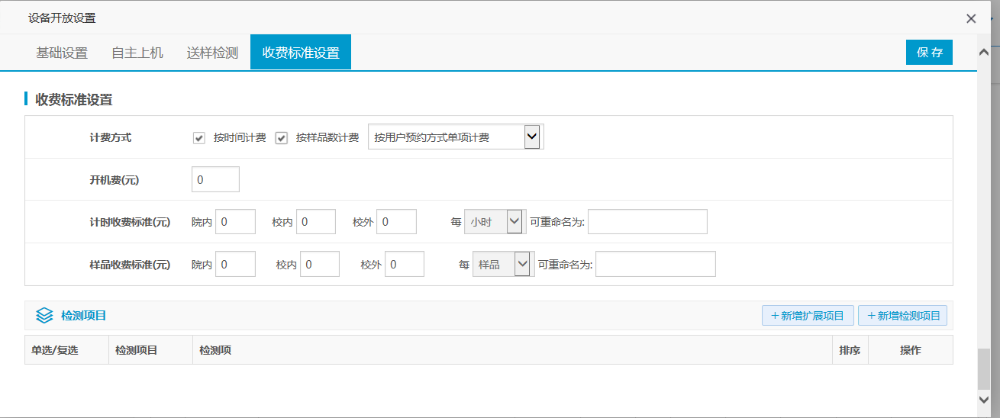 设备开放设置
基础设置 自主上机 送样检测 收费标准设置 保 存
收费标准设置
计费方式 按时间计费 按样品数计费 按用户预约方式单项计费
开机费(元) 0
计时收费标准(元) 院内 0 校内 0 校外 0 每 小时 可重命名为:
样品收费标准(元) 院内 0 校内 0 校外 0 每 样品 可重命名为:
检测项目 +新增扩展项目 +新增检测项目
单选/复选 检测项目 检测项 排序 操作